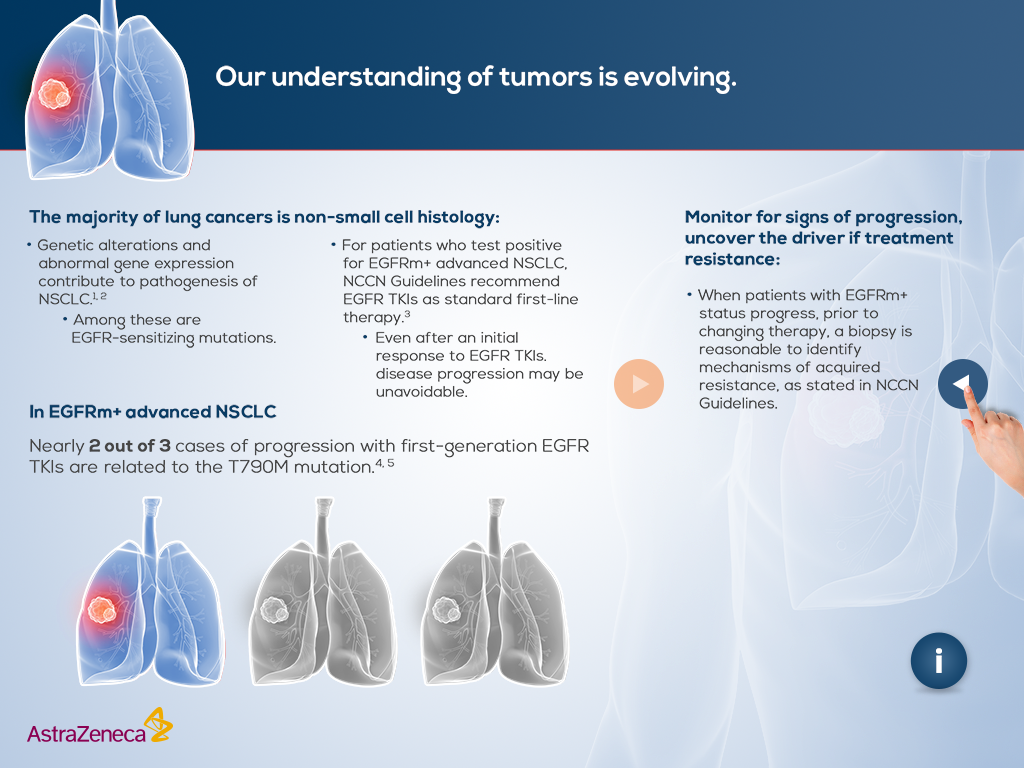 Our understanding of tumors is evolving.
The majority of lung cancers is non-small cell histology:
• Genetic alterations and
abnormal gene expression
contribute to pathogenesis of
NSCLC.1, 2
• Among these are
EGFR-sensitizing mutations.
• For patients who test positive
for EGFRm+ advanced NSCLC,
NCCN Guidelines recommend
EGFR TKIs as standard first-line
therapy.3
• Even after an initial
response to EGFR TKIs.
disease progression may be
unavoidable.
In EGFRm+ advanced NSCLC
Nearly 2 out of 3 cases of progression with first-generation EGFR
TKIs are related to the T790M mutation.4, 5
Monitor for signs of progression,
uncover the driver if treatment
resistance:
• When patients with EGFRm+
status progress, prior to
changing therapy, a biopsy is
reasonable to identify
mechanisms of acquired
resistance, as stated in NCCN
Guidelines.
i
AstraZeneca